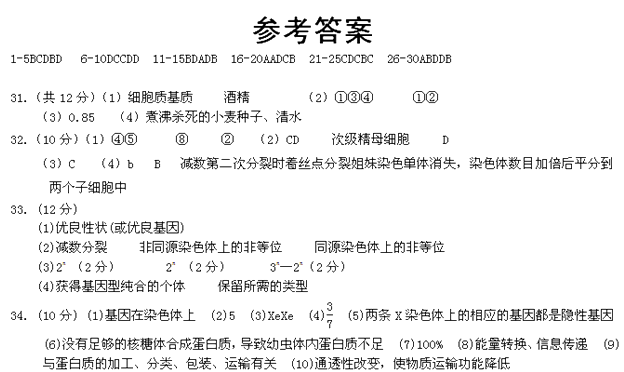 参考答案
1-5BCDBD 6-10DCCDD 11-15BDADB 16-20AADCB 21-25CDCBC 26-30ABDDB
31.(共12分)(1)细胞质基质 酒精 (2)①③④ ①②
(3)0.85 (4)煮沸杀死的小麦种子、清水
32.(10分)(1)④⑤ ⑧ ② (2)CD 次级精母细胞 D
(3)C (4)b B 减数第二次分裂时着丝点分裂姐妹染色单体消失,染色体数目加倍后平分到
两个子细胞中
33.(12分)
(1)优良性状(或优良基因)
(2)减数分裂 非同源染色体上的非等位 同源染色体上的非等位
(3)2ⁿ (2分) 2ⁿ (2分) 3ⁿ—2ⁿ(2分)
(4)获得基因型纯合的个体 保留所需的类型
34.(10分)(1)基因在染色体上 (2)5 (3)XeXe (4)3/7 (5)两条X染色体上的相应的基因都是隐性基因
(6)没有足够的核糖体合成蛋白质,导致幼虫体内蛋白质不足 (7)100% (8)能量转换、信息传递 (9)
与蛋白质的加工、分类、包装、运输有关 (10)通透性改变,使物质运输功能降低